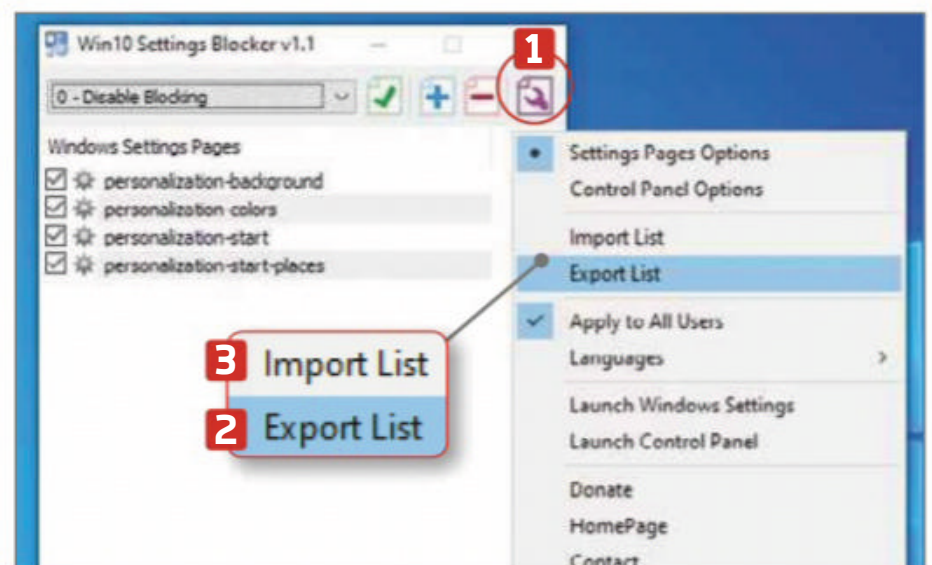 Win10 Settings Blocker v1.1
1
0 - Disable Blocking
Windows Settings Pages
personalization-background
personalization-colors
personalization-start
personalization-start-places
Settings Pages Options
Control Panel Options
Import List
Export List
Apply to All Users
Languages
Launch Windows Settings
Launch Control Panel
Donate
HomePage
Contact
3 Import List
2 Export List